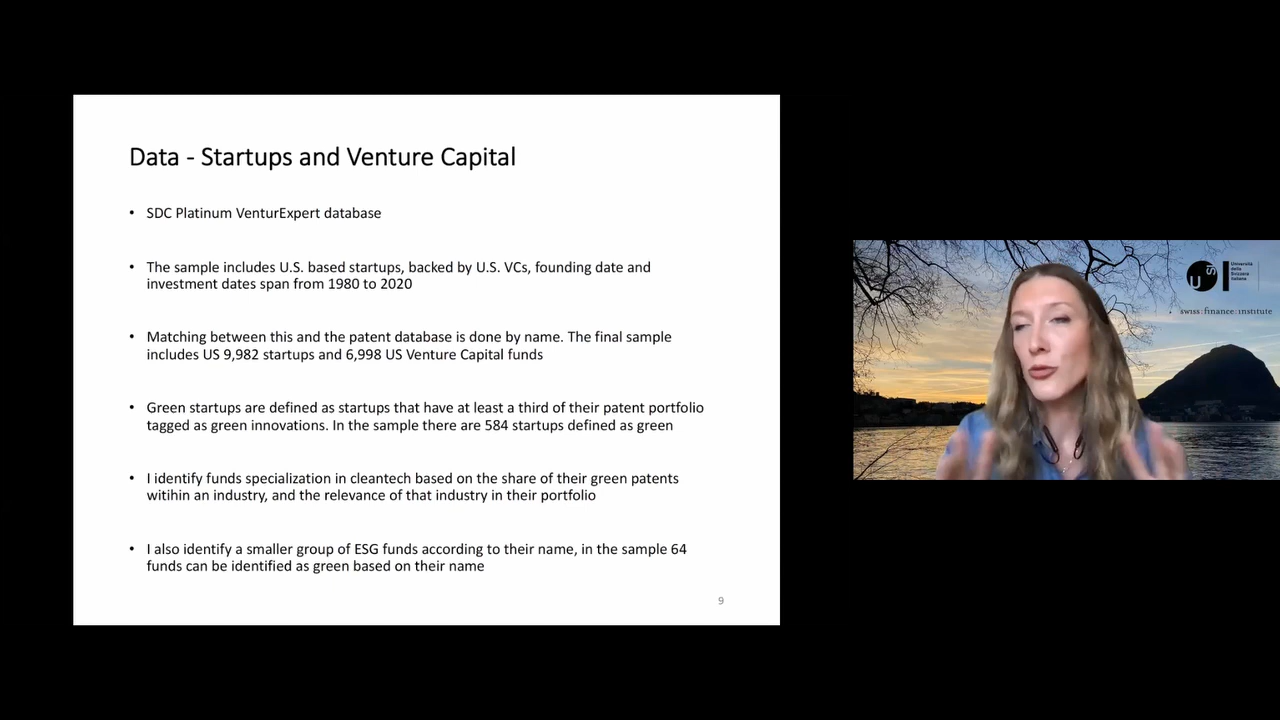 Data - Startups and Venture Capital
• SDC Platinum VenturExpert database
• The sample includes U.S. based startups, backed by U.S. VCs, founding date and
investment dates span from 1980 to 2020
• Matching between this and the patent database is done by name. The final sample
includes US 9,982 startups and 6,998 US Venture Capital funds
• Green startups are defined as startups that have at least a third of their patent portfolio
tagged as green innovations. In the sample there are 584 startups defined as green
• I identify funds specialization in cleantech based on the share of their green patents
witihin an industry, and the relevance of that industry in their portfolio
• I also identify a smaller group of ESG funds according to their name, in the sample 64
funds can be identified as green based on their name
9
USI
Università
della
Svizzera
italiana
swiss:finance:institute